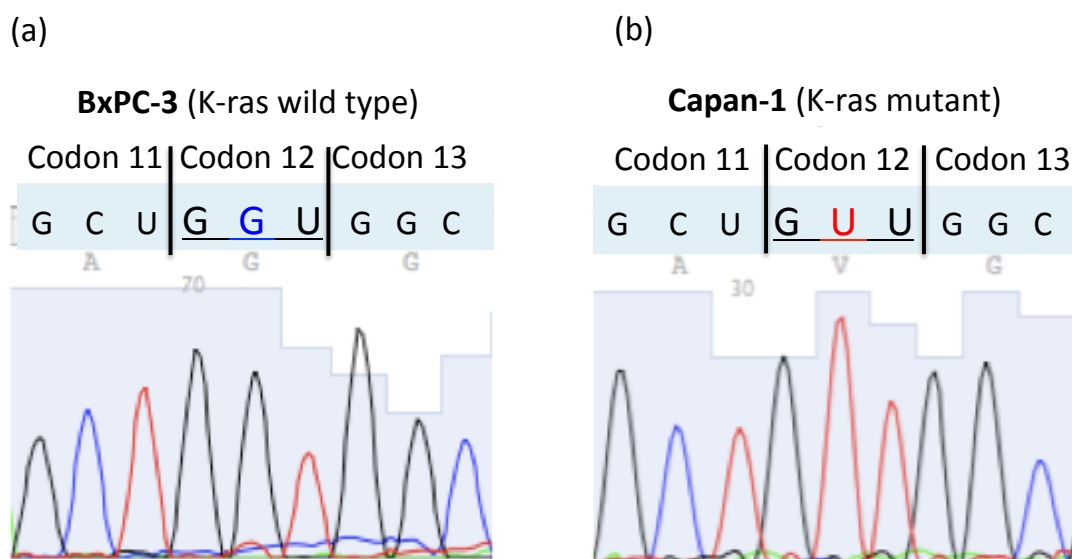 (a)
BxPC-3 (K-ras wild type)
Codon 11 Codon 12 Codon 13
G C U G G U G G C
A G G
70
(b)
Capan-1 (K-ras mutant)
Codon 11 Codon 12 Codon 13
G C U G U U G G C
A V G
30